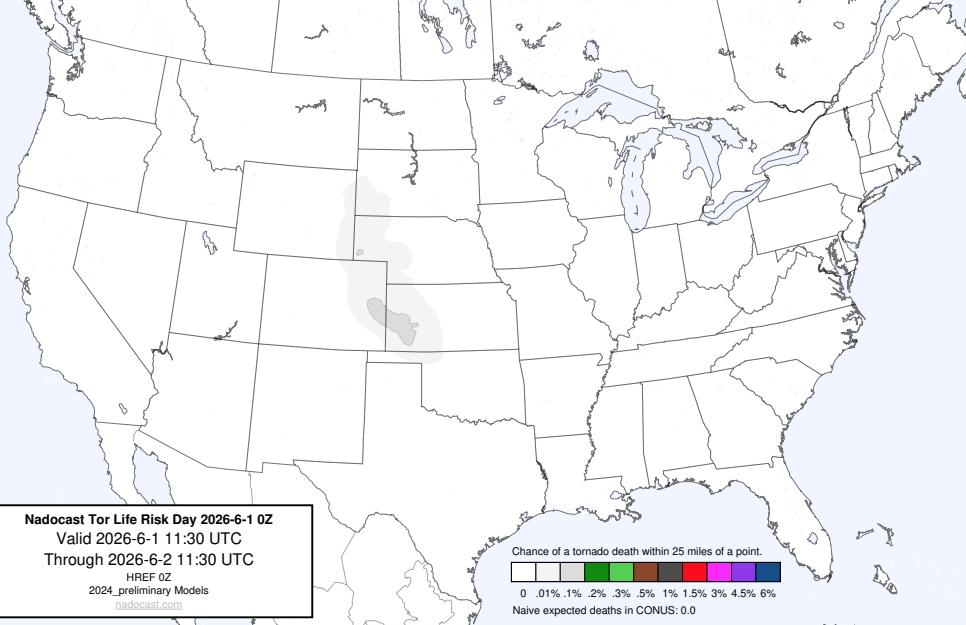 Nadocast Tor Life Risk Day 2026-6-1 0Z
Valid 2026-6-1 11:30 UTC
Through 2026-6-2 11:30 UTC
HREF 0Z
2024_preliminary Models
nadocast.com
Chance of a tornado death within 25 miles of a point.
0 .01% .1% .2% .3% .5% 1% 1.5% 3% 4.5% 6%
Naive expected deaths in CONUS: 0.0